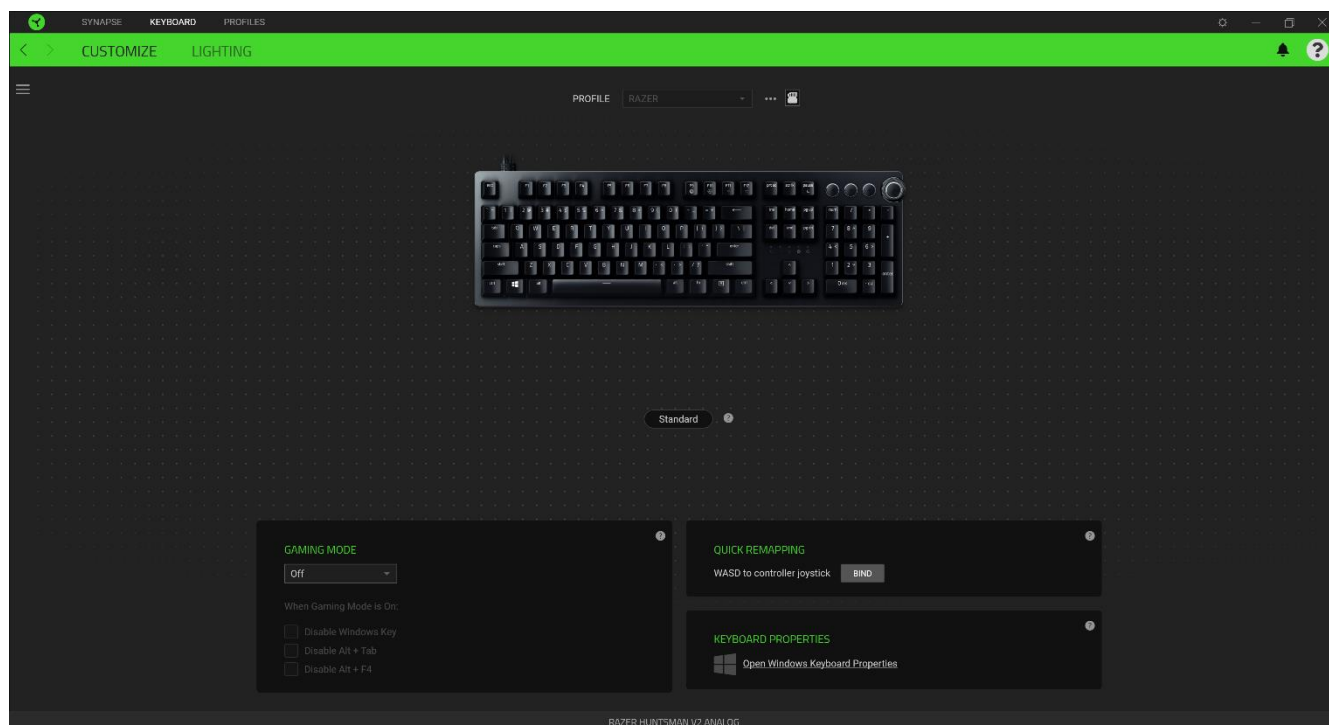 SYNAPSE KEYBOARD PROFILES
CUSTOMIZE LIGHTING
PROFILE RAZER
Standard
GAMING MODE
Off
When Gaming Mode is On:
Disable Windows Key
Disable Alt + Tab
Disable Alt + F4
QUICK REMAPPING
WASD to controller joystick BIND
KEYBOARD PROPERTIES
Open Windows Keyboard Properties
RAZER HUNTSMAN V2 ANALOG